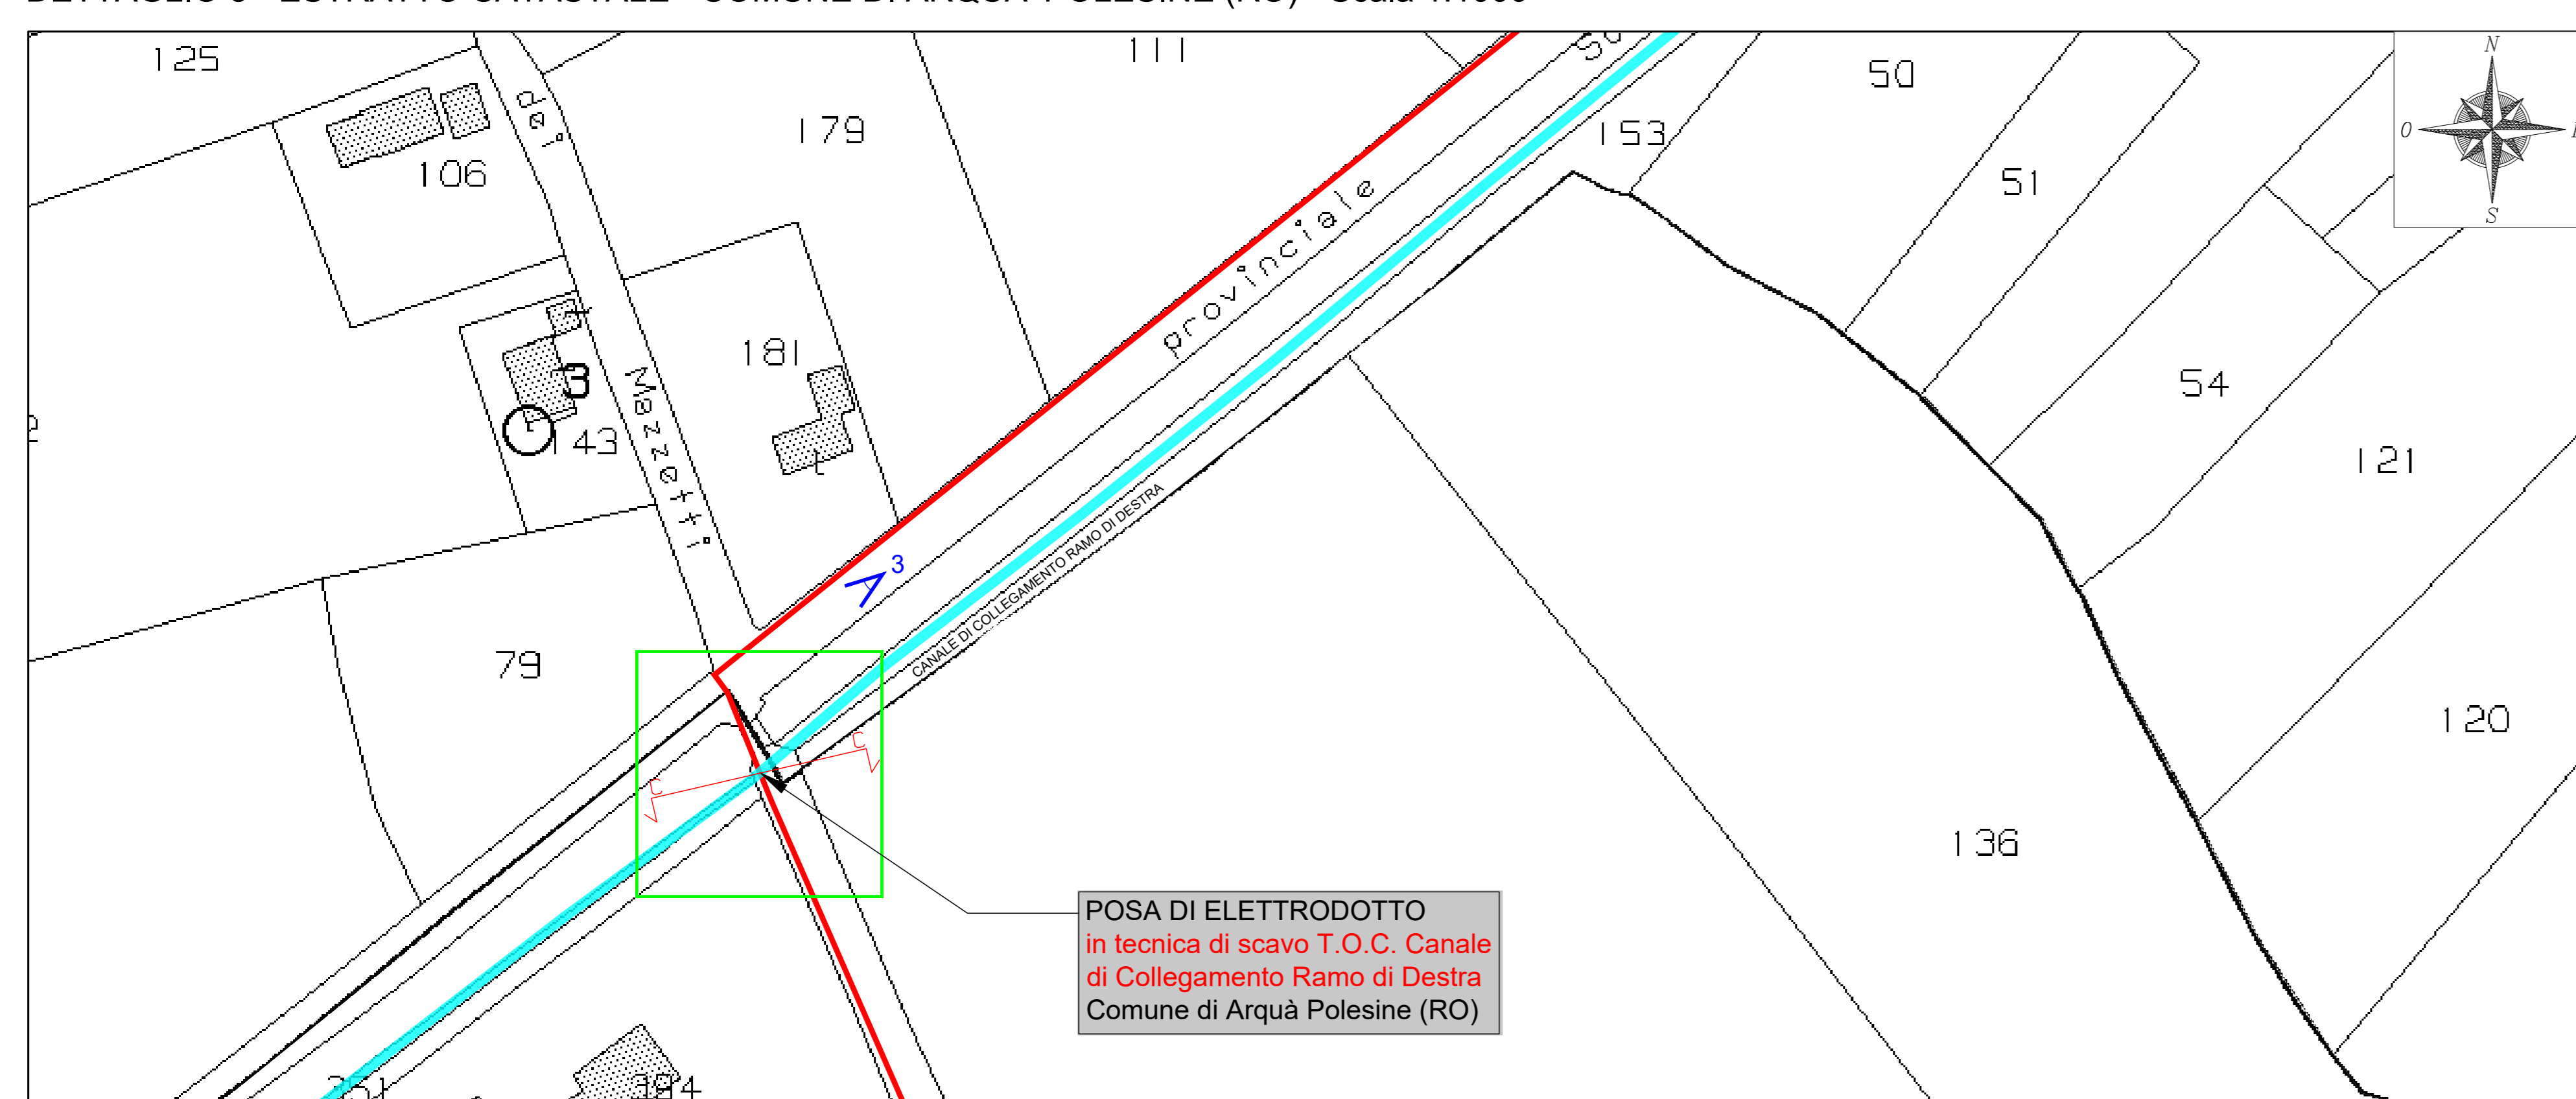 125
111
50
N
O
S
179
153
106
dei
51
provinciale
181
3
Mazzetti
143
54
121
A 3
CANALE DI COLLEGAMENTO RAMO DI DESTRA
79
120
C
C
136
POSA DI ELETTRODOTTO
in tecnica di scavo T.O.C. Canale
di Collegamento Ramo di Destra
Comune di Arquà Polesine (RO)
351
394